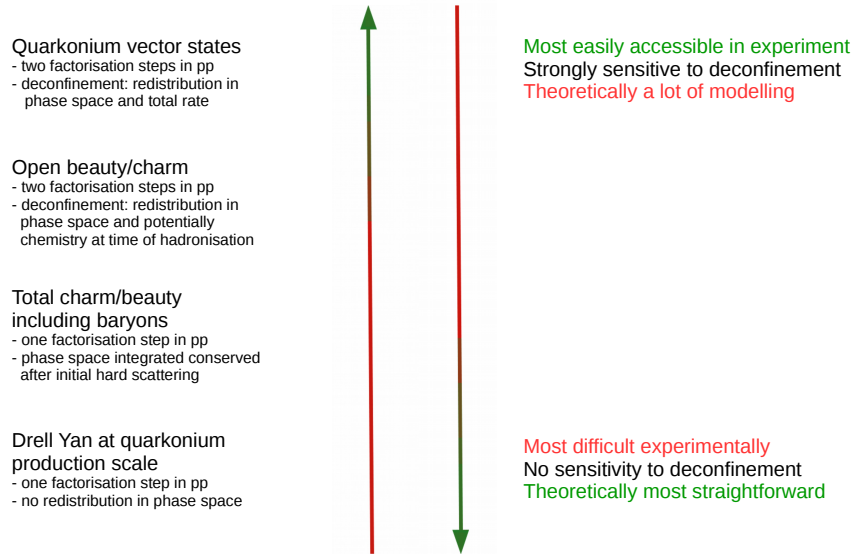 Quarkonium vector states
- two factorisation steps in pp
- deconfinement: redistribution in
phase space and total rate
Most easily accessible in experiment
Strongly sensitive to deconfinement
Theoretically a lot of modelling
Open beauty/charm
- two factorisation steps in pp
- deconfinement: redistribution in
phase space and potentially
chemistry at time of hadronisation
Total charm/beauty
including baryons
- one factorisation step in pp
- phase space integrated conserved
after initial hard scattering
Drell Yan at quarkonium
production scale
- one factorisation step in pp
- no redistribution in phase space
Most difficult experimentally
No sensitivity to deconfinement
Theoretically most straightforward